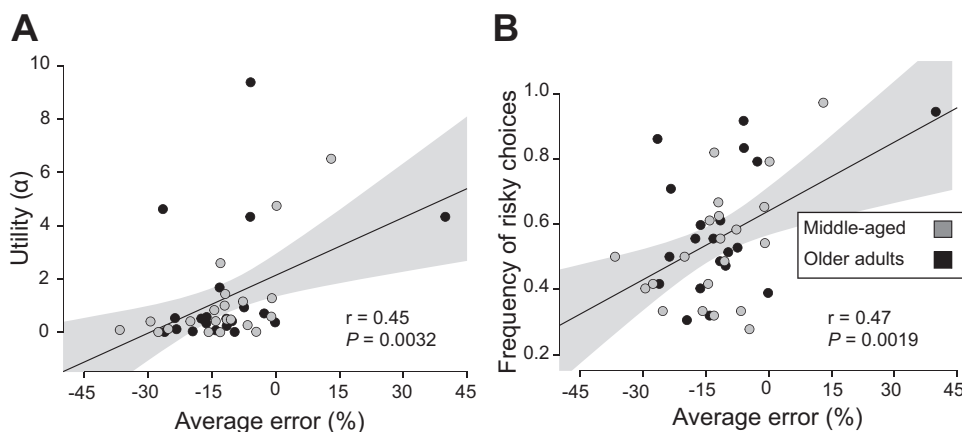 A
Utility (α)
10
8
6
4
2
0
-45
-30
-15
0
15
30
45
Average error (%)
r = 0.45
P = 0.0032
B
Frequency of risky choices
1.0
0.8
0.6
0.4
0.2
-45
-30
-15
0
15
30
45
Average error (%)
Middle-aged
Older adults
r = 0.47
P = 0.0019